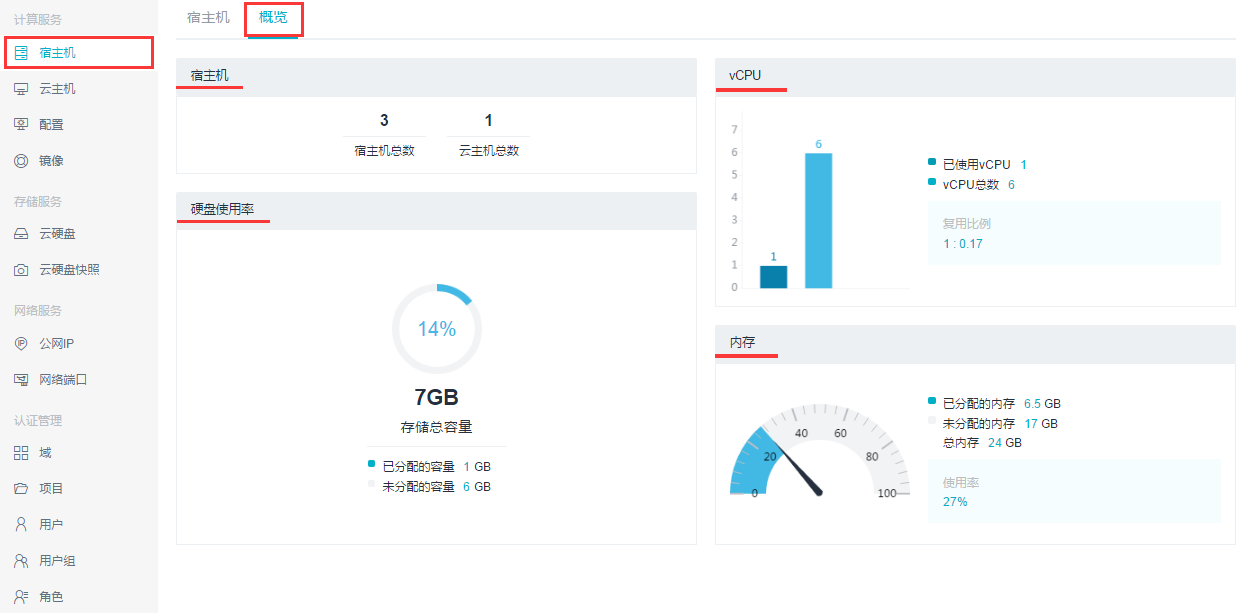 计算服务
宿主机
云主机
配置
镜像
存储服务
云硬盘
云硬盘快照
网络服务
公网IP
网络端口
认证管理
域
项目
用户
用户组
角色
宿主机 概览
宿主机
3 1
宿主机总数 云主机总数
硬盘使用率
14%
7GB
存储总容量
已分配的容量 1 GB
未分配的容量 6 GB
vCPU
7
6
5
4
3
2
1
0
1
6
已使用vCPU 1
vCPU总数 6
复用比例
1 : 0.17
内存
0
20
40
60
80
100
已分配的内存 6.5 GB
未分配的内存 17 GB
总内存 24 GB
使用率
27%